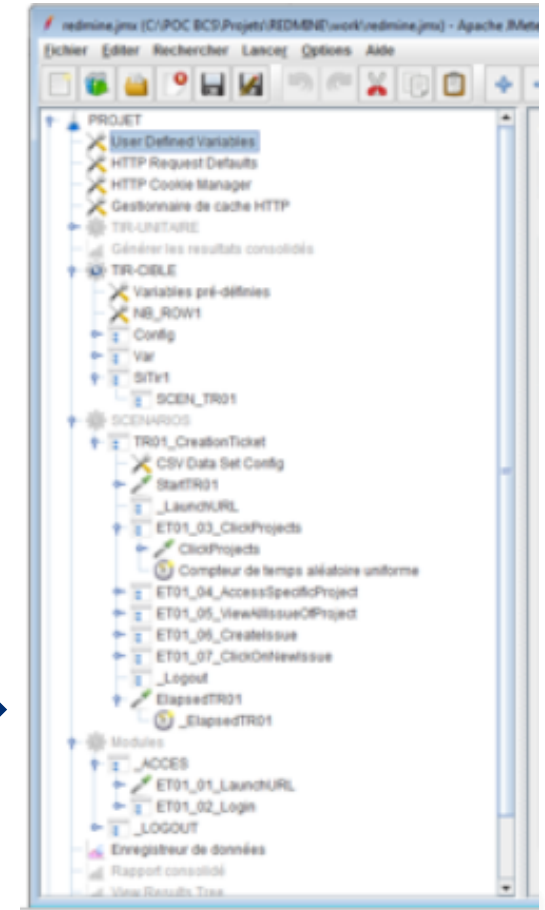 redmine.jmx (C:\POC BCS\Projets\REDMINE\work\redmine.jmx) - Apache JMete
Fichier Editer Rechercher Lancer Options Aide
PROJET
User Defined Variables
HTTP Request Defaults
HTTP Cookie Manager
Gestionnaire de cache HTTP
TIR-UNITAIRE
Générer les resultats consolidés
TIR-CIBLE
Variables pré-définies
NB_ROW1
Config
Var
SiTir1
SCEN_TR01
SCENARIOS
TR01_CreationTicket
CSV Data Set Config
StartTR01
_LaunchURL
ET01_03_ClickProjects
ClickProjects
Compteur de temps aléatoire uniforme
ET01_04_AccessSpecificProject
ET01_05_ViewAllIssueOfProject
ET01_06_CreateIssue
ET01_07_ClickOnNewIssue
_Logout
ElapsedTR01
_ElapsedTR01
Modules
_ACCES
ET01_01_LaunchURL
ET01_02_Login
_LOGOUT
Enregistreur de données
Rapport consolidé
View Results Tree